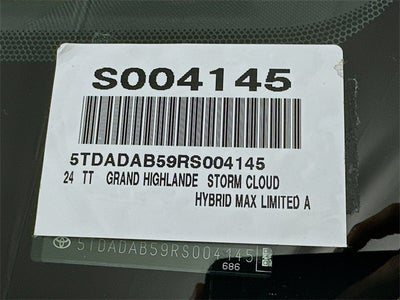 S004145
5TDADAB59RS004145
24 TT GRAND HIGHLANDE STORM CLOUD
HYBRID MAX LIMITED A
5TDADAB59RS004145
686